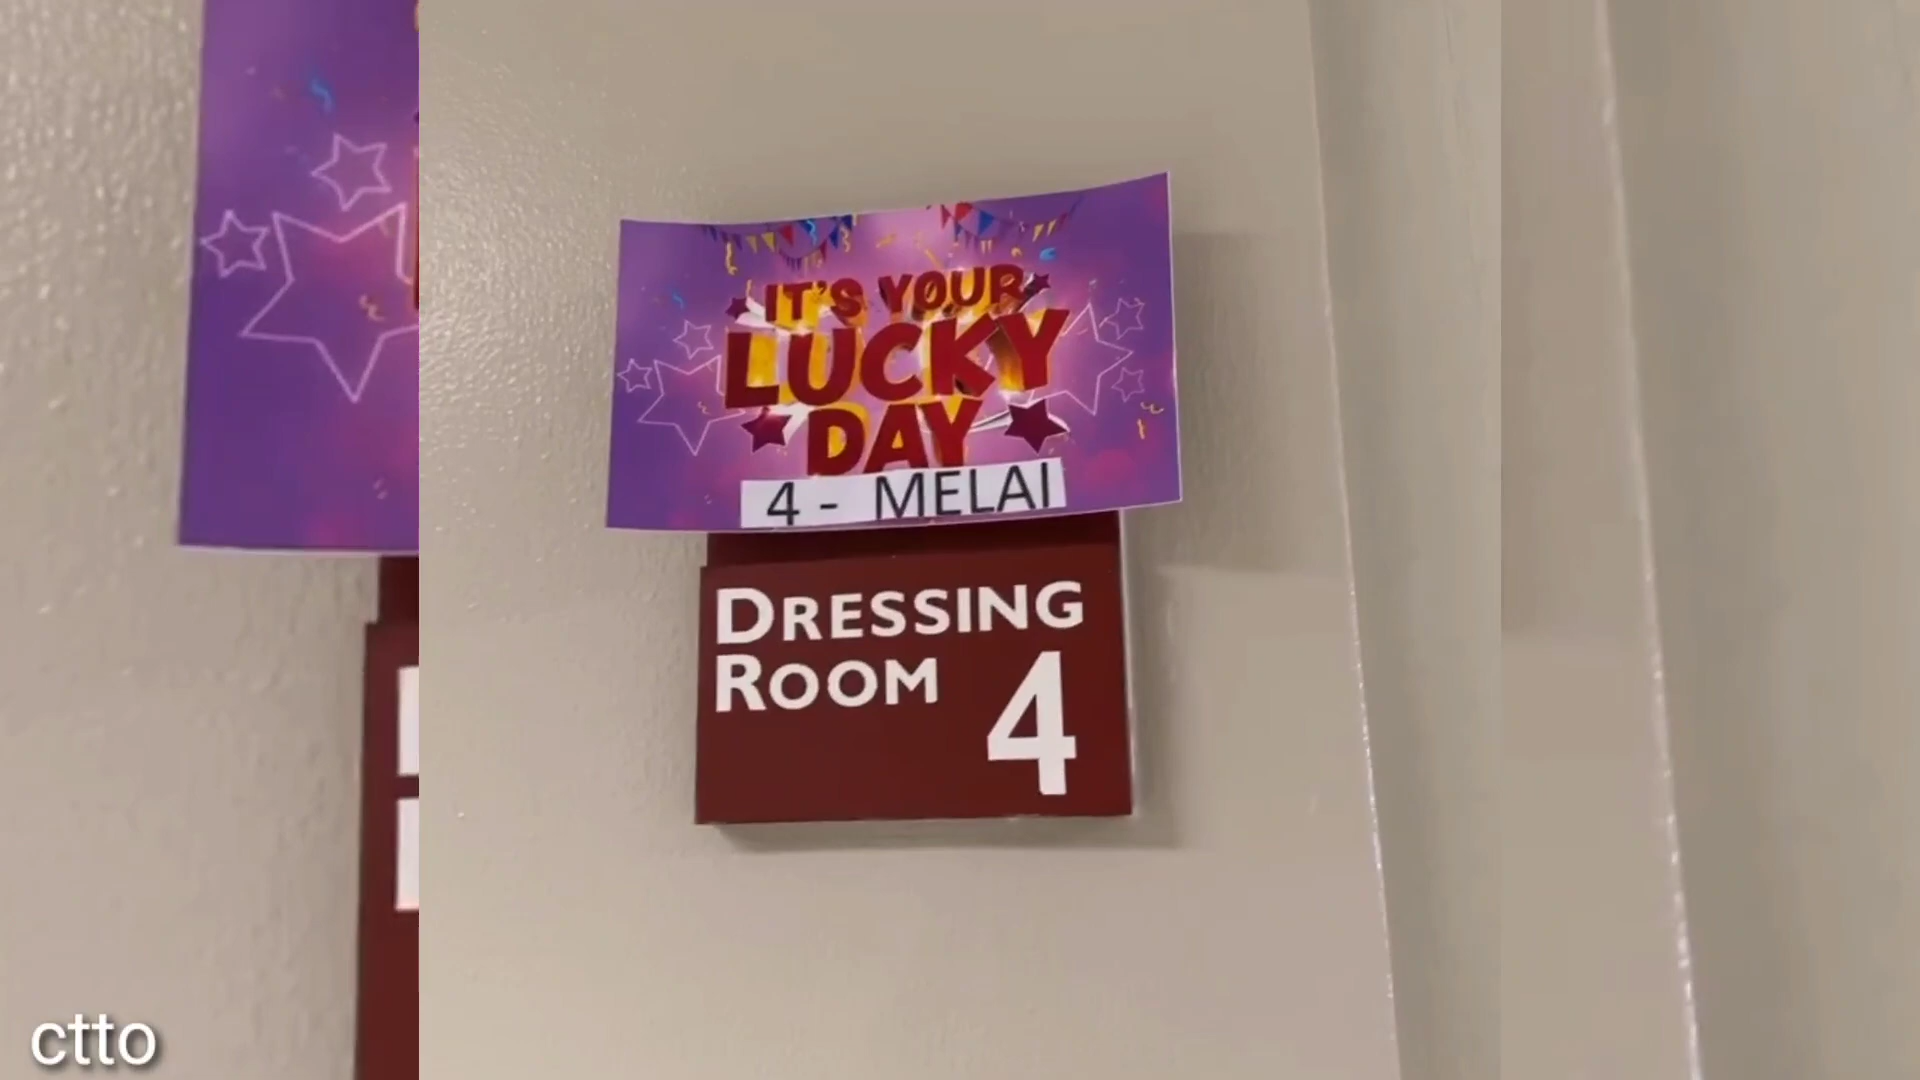 IT'S YOUR
LUCKY
DAY
4 - MELAI
DRESSING
ROOM 4
ctto